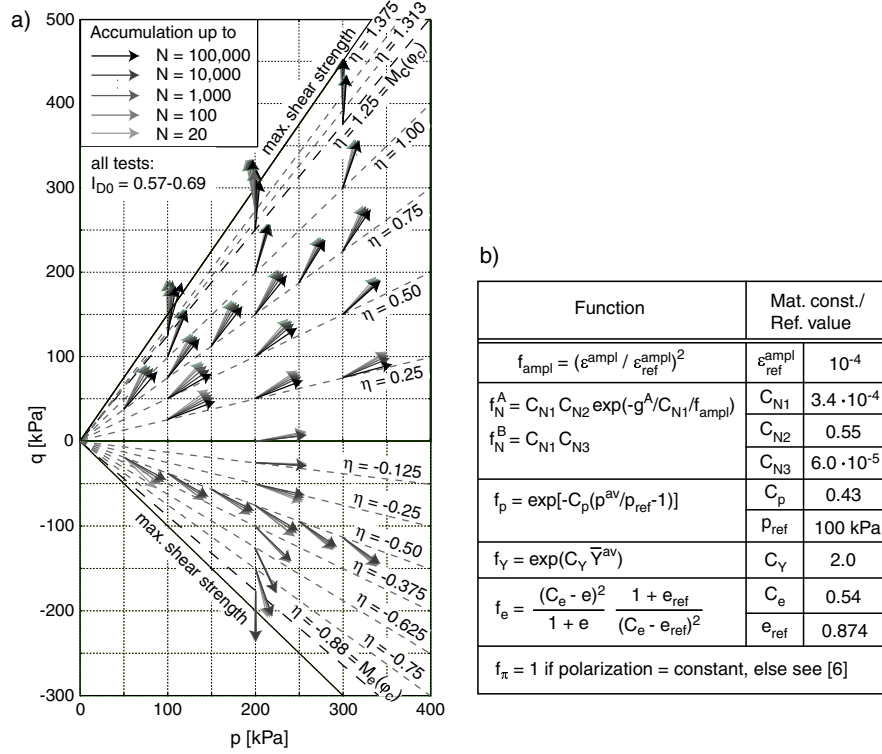 a)
500
400
300
200
100
0
-100
-200
-300
q [kPa]
0
100
200
300
400
p [kPa]
Accumulation up to
N = 100,000
N = 10,000
N = 1,000
N = 100
N = 20
all tests:
I_D0 = 0.57-0.69
max. shear strength
η = 1.375
η = 1.313
η = 1.25 = M_c(φ_c)
η = 1.00
η = 0.75
η = 0.50
η = 0.25
η = -0.125
η = -0.25
η = -0.50
η = -0.375
η = -0.625
η = -0.75
η = -0.88 = M_e(φ_c)
max. shear strength
b)
Function
Mat. const./
Ref. value
f_ampl = (ε^ampl / ε_ref^ampl)^2
ε_ref^ampl
10^-4
f_N^A = C_N1 C_N2 exp(-g^A/C_N1/f_ampl)
f_N^B = C_N1 C_N3
C_N1
3.4 · 10^-4
C_N2
0.55
C_N3
6.0 · 10^-5
f_p = exp[-C_p(p^av/p_ref-1)]
C_p
0.43
p_ref
100 kPa
f_Y = exp(C_Y Y̅^av)
C_Y
2.0
f_e = (C_e - e)^2 / 1 + e 1 + e_ref / (C_e - e_ref)^2
C_e
0.54
e_ref
0.874
f_π = 1 if polarization = constant, else see [6]